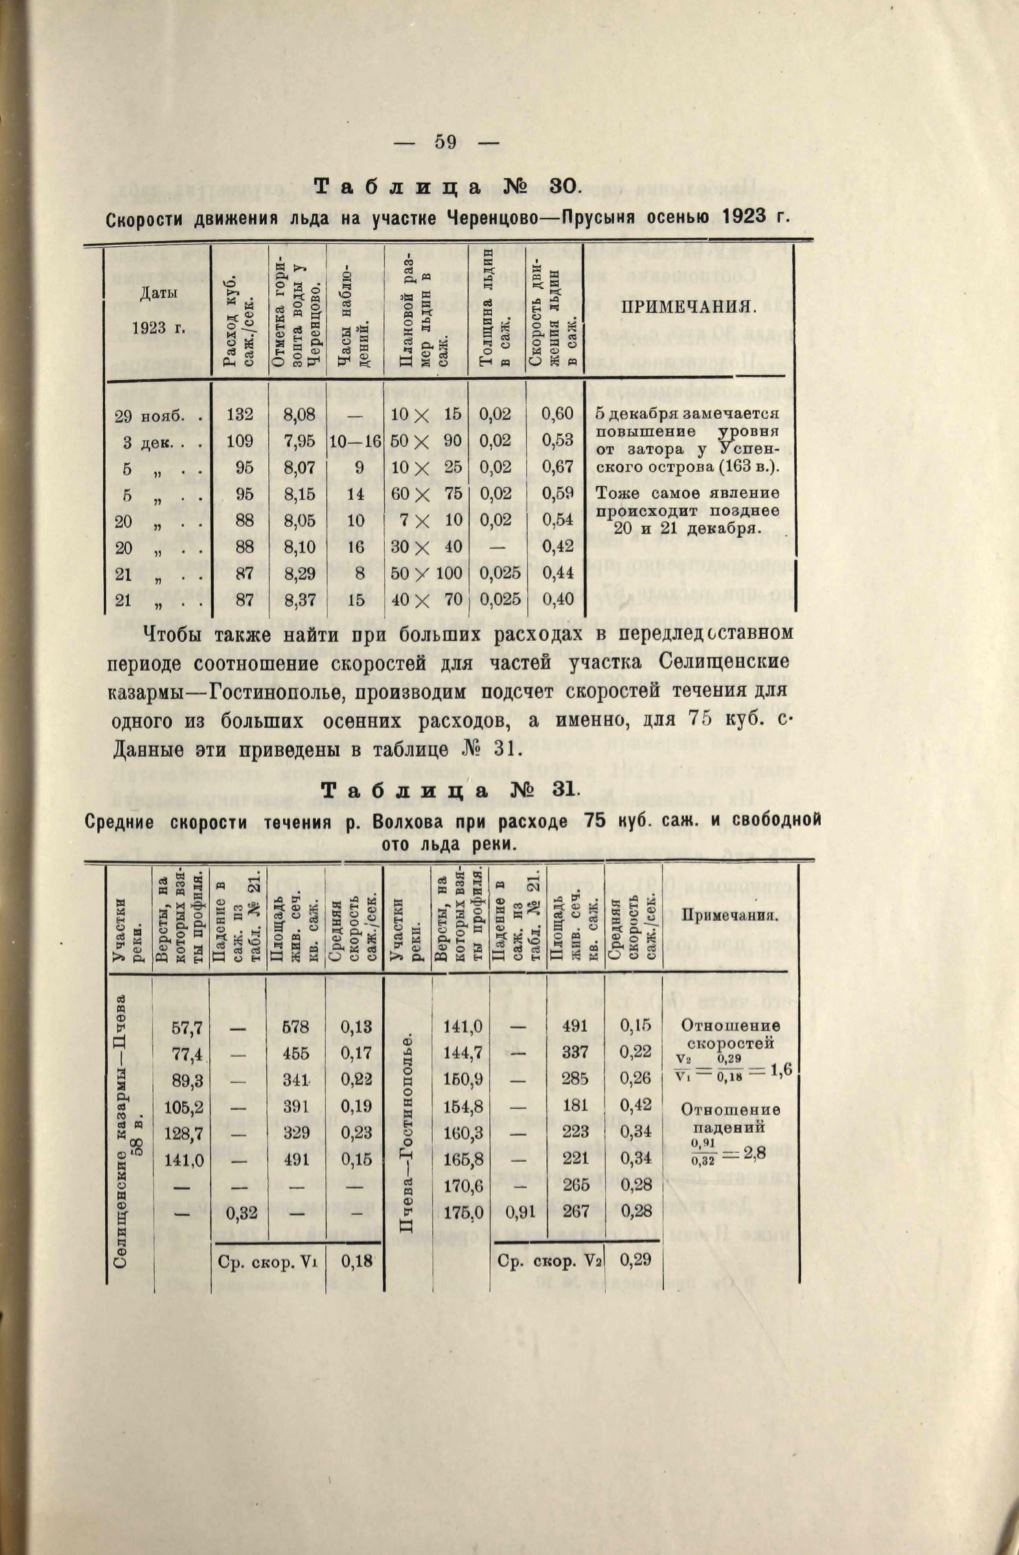 — 59 —
Таблица № 30.
Скорости движения льда на участке Черенцово—Прусыня осенью 1923 г.
Даты 1923 г. | Расход куб. саж./сек. | Отметка горизонта воды у Черенцово. | Часы наблюдений. | Плановой размер льдин в саж. | Толщина льдин в саж. | Скорость движения льдин в саж. | ПРИМЕЧАНИЯ.
29 нояб. . | 132 | 8,08 | — | 10 X 15 | 0,02 | 0,60 | 5 декабря замечается
3 дек. . . | 109 | 7,95 | 10—16 | 50 X 90 | 0,02 | 0,53 | повышение уровня от затора у Успен-
5 „ . . | 95 | 8,07 | 9 | 10 X 25 | 0,02 | 0,67 | ского острова (163 в.).
5 „ . . | 95 | 8,15 | 14 | 60 X 75 | 0,02 | 0,59 | Тоже самое явление
20 „ . . | 88 | 8,05 | 10 | 7 X 10 | 0,02 | 0,54 | происходит позднее 20 и 21 декабря.
20 „ . . | 88 | 8,10 | 16 | 30 X 40 | — | 0,42
21 „ . . | 87 | 8,29 | 8 | 50 X 100 | 0,025 | 0,44
21 „ . . | 87 | 8,37 | 15 | 40 X 70 | 0,025 | 0,40
Чтобы также найти при больших расходах в передледоставном
периоде соотношение скоростей для частей участка Селищенские
казармы—Гостинополье, производим подсчет скоростей течения для
одного из больших осенних расходов, а именно, для 75 куб. с·
Данные эти приведены в таблице № 31.
Таблица № 31.
Средние скорости течения р. Волхова при расходе 75 куб. саж. и свободной
ото льда реки.
Участки реки. | Версты, на которых взяты профиля. | Падение в саж. из табл. № 21. | Площадь жив. сеч. кв. саж. | Средняя скорость саж./сек. | Участки реки. | Версты, на которых взяты профиля. | Падение в саж. из табл. № 21. | Площадь жив. сеч. кв. саж. | Средняя скорость саж./сек. | Примечания.
Селищенские казармы—Пчева 58 в. | Пчева—Гостинополье.
57,7 | — | 578 | 0,13 | 141,0 | — | 491 | 0,15 | Отношение
77,4 | — | 455 | 0,17 | 144,7 | — | 337 | 0,22 | скоростей
89,3 | — | 341 | 0,22 | 150,9 | — | 285 | 0,26 | V₂/V₁ = 0,29/0,18 = 1,6
105,2 | — | 391 | 0,19 | 154,8 | — | 181 | 0,42 | Отношение
128,7 | — | 329 | 0,23 | 160,3 | — | 223 | 0,34 | падений
141,0 | — | 491 | 0,15 | 165,8 | — | 221 | 0,34 | 0,91/0,32 = 2,8
— | — | — | — | 170,6 | — | 265 | 0,28
— | 0,32 | — | — | 175,0 | 0,91 | 267 | 0,28
Ср. скор. V₁ | 0,18 | Ср. скор. V₂ | 0,29